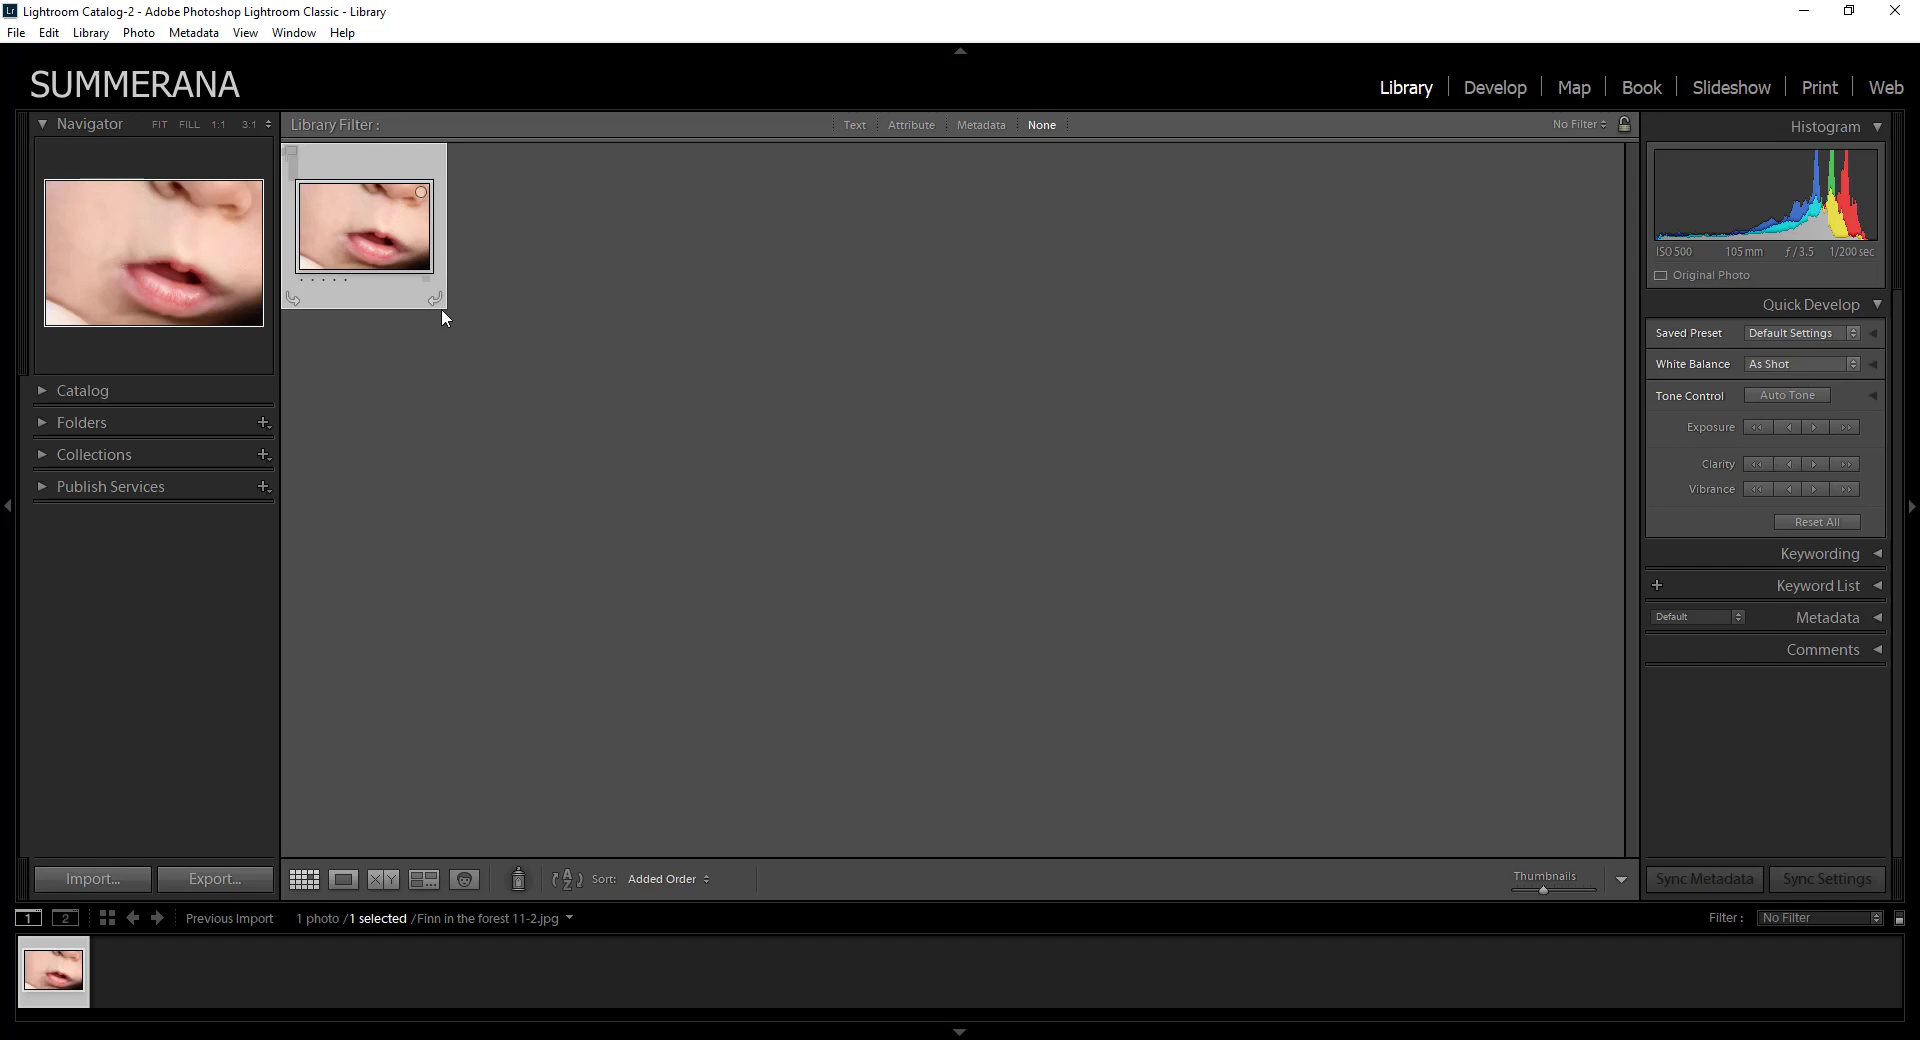 Lightroom Catalog-2 - Adobe Photoshop Lightroom Classic - Library
File Edit Library Photo Metadata View Window Help
SUMMERANA
Library Develop Map Book Slideshow Print Web
Navigator FIT FILL 1:1 3:1
Library Filter : Text Attribute Metadata None No Filter
Histogram
ISO 500 105 mm ƒ / 3.5 1/200 sec
Original Photo
Quick Develop
Saved Preset Default Settings
White Balance As Shot
Tone Control Auto Tone
Exposure
Clarity
Vibrance
Reset All
Keywording
Keyword List
Default Metadata
Comments
Catalog
Folders
Collections
Publish Services
Import... Export...
XY
A Z Sort: Added Order
Thumbnails
Sync Metadata Sync Settings
1 2 Previous Import 1 photo / 1 selected / Finn in the forest 11-2.jpg
Filter : No Filter